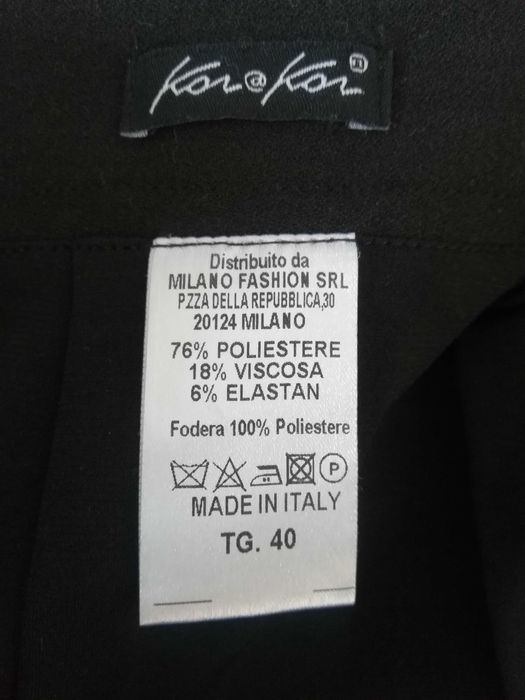 Kor@Kor
Distribuito da
MILANO FASHION SRL
P.ZZA DELLA REPUBBLICA,30
20124 MILANO
76% POLIESTERE
18% VISCOSA
6% ELASTAN
Fodera 100% Poliestere
P
MADE IN ITALY
TG. 40